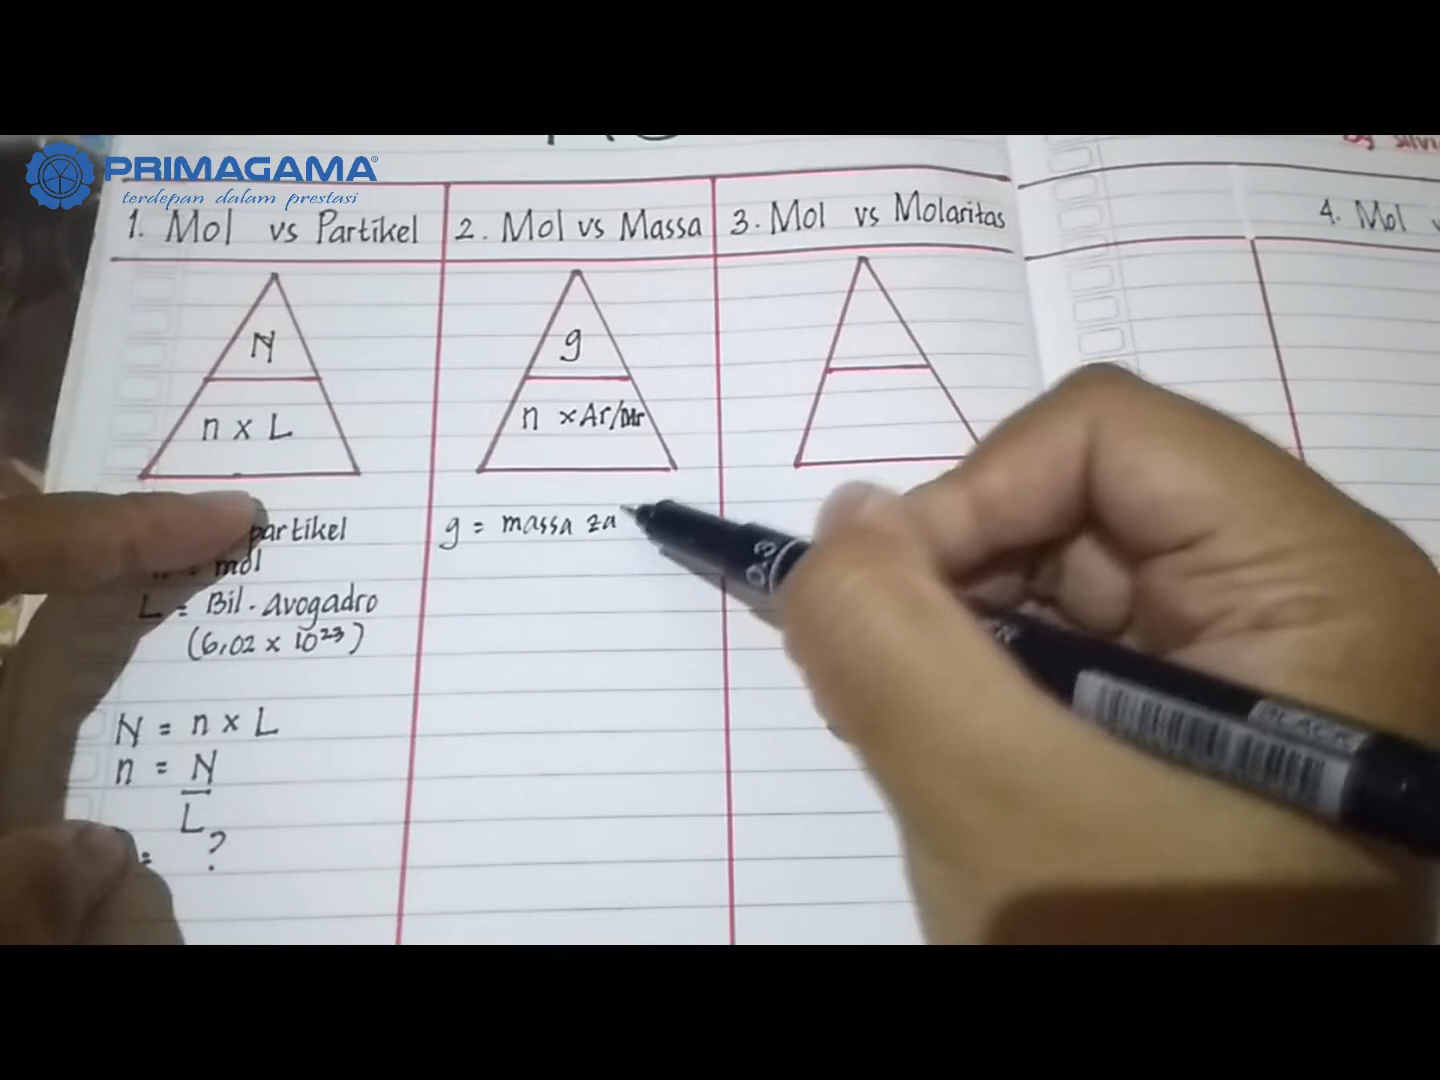 PRIMAGAMA®
terdepan dalam prestasi
1. Mol vs Partikel
N
n x L
partikel
= mol
L = Bil. avogadro
(6,02 x 10²³)
N = n x L
n = N
L
= ?
2. Mol vs Massa
g
n x Ar/Mr
g = massa za
3. Mol vs Molaritas
4. Mol
0.3
BLACK